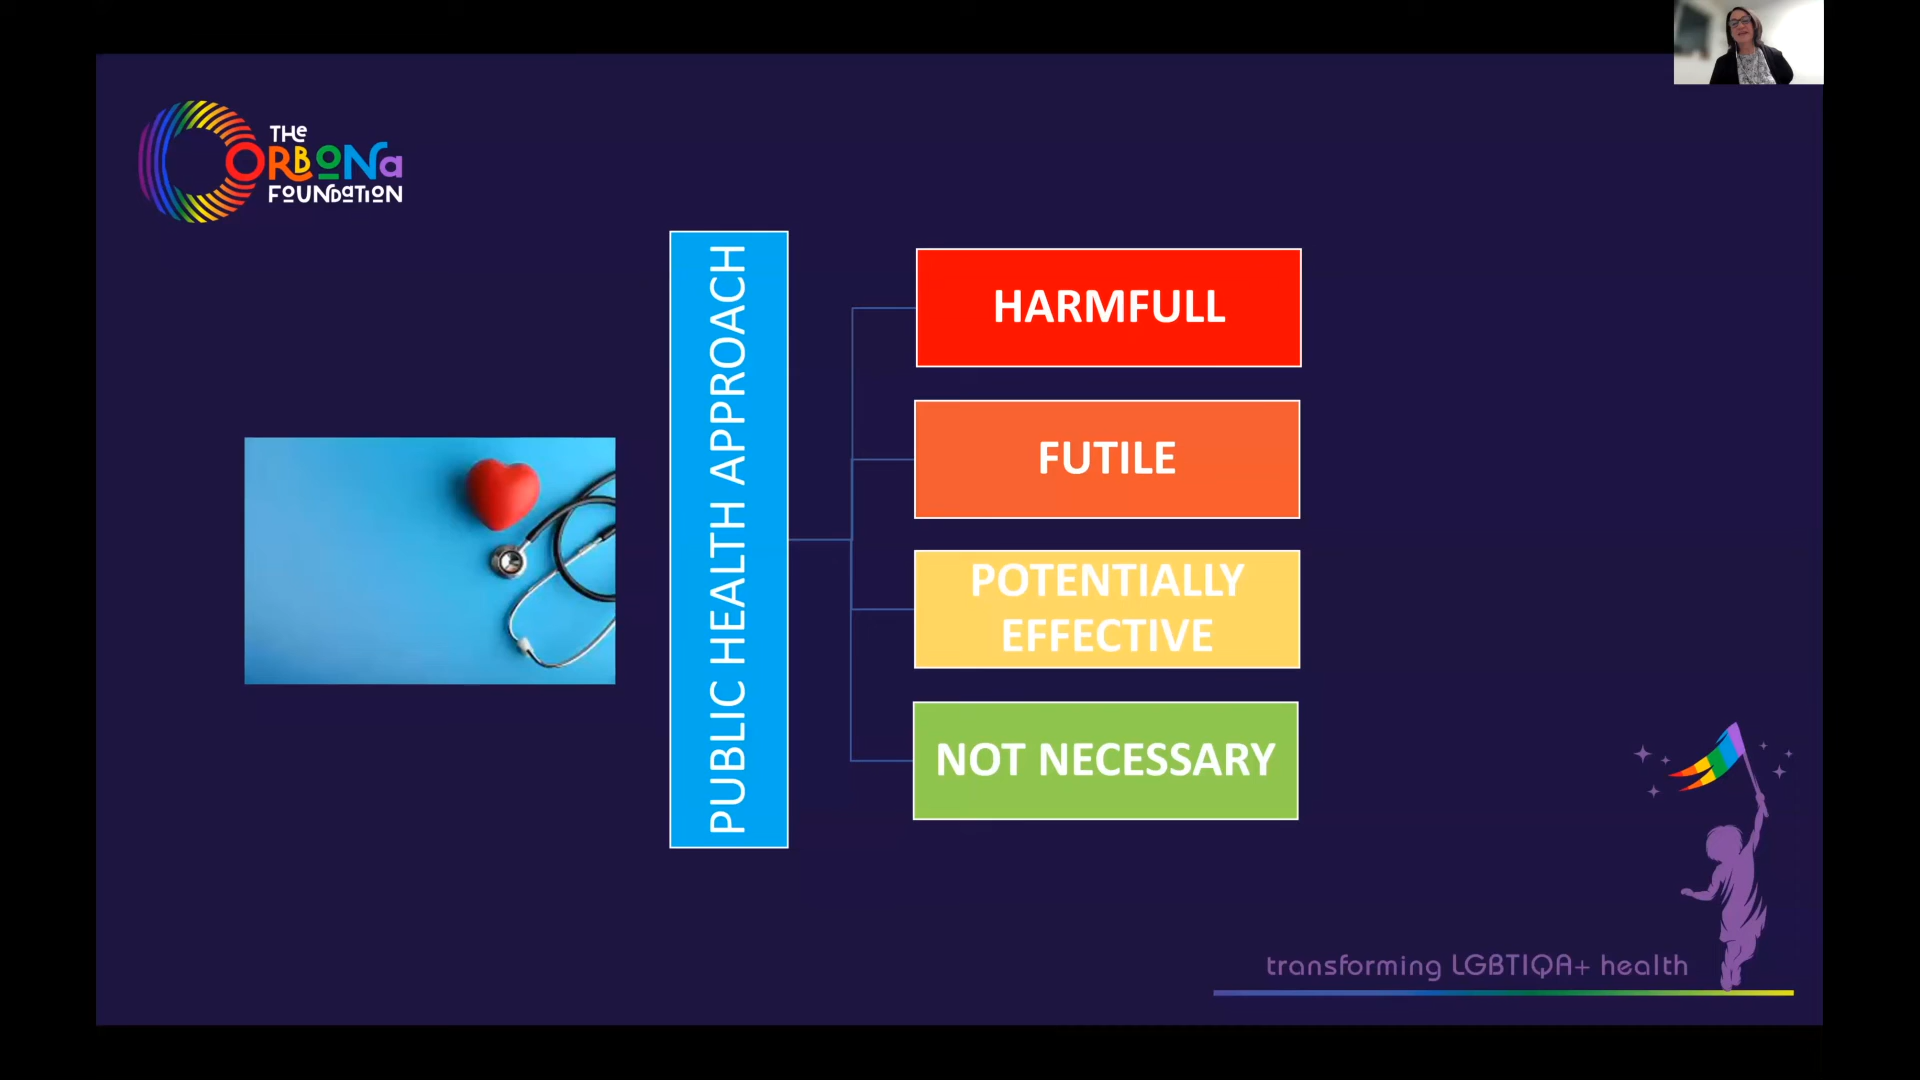 THe
ORBONa
FOUNDaTION
PUBLIC HEALTH APPROACH
HARMFULL
FUTILE
POTENTIALLY
EFFECTIVE
NOT NECESSARY
transforming LGBTIQA+ health